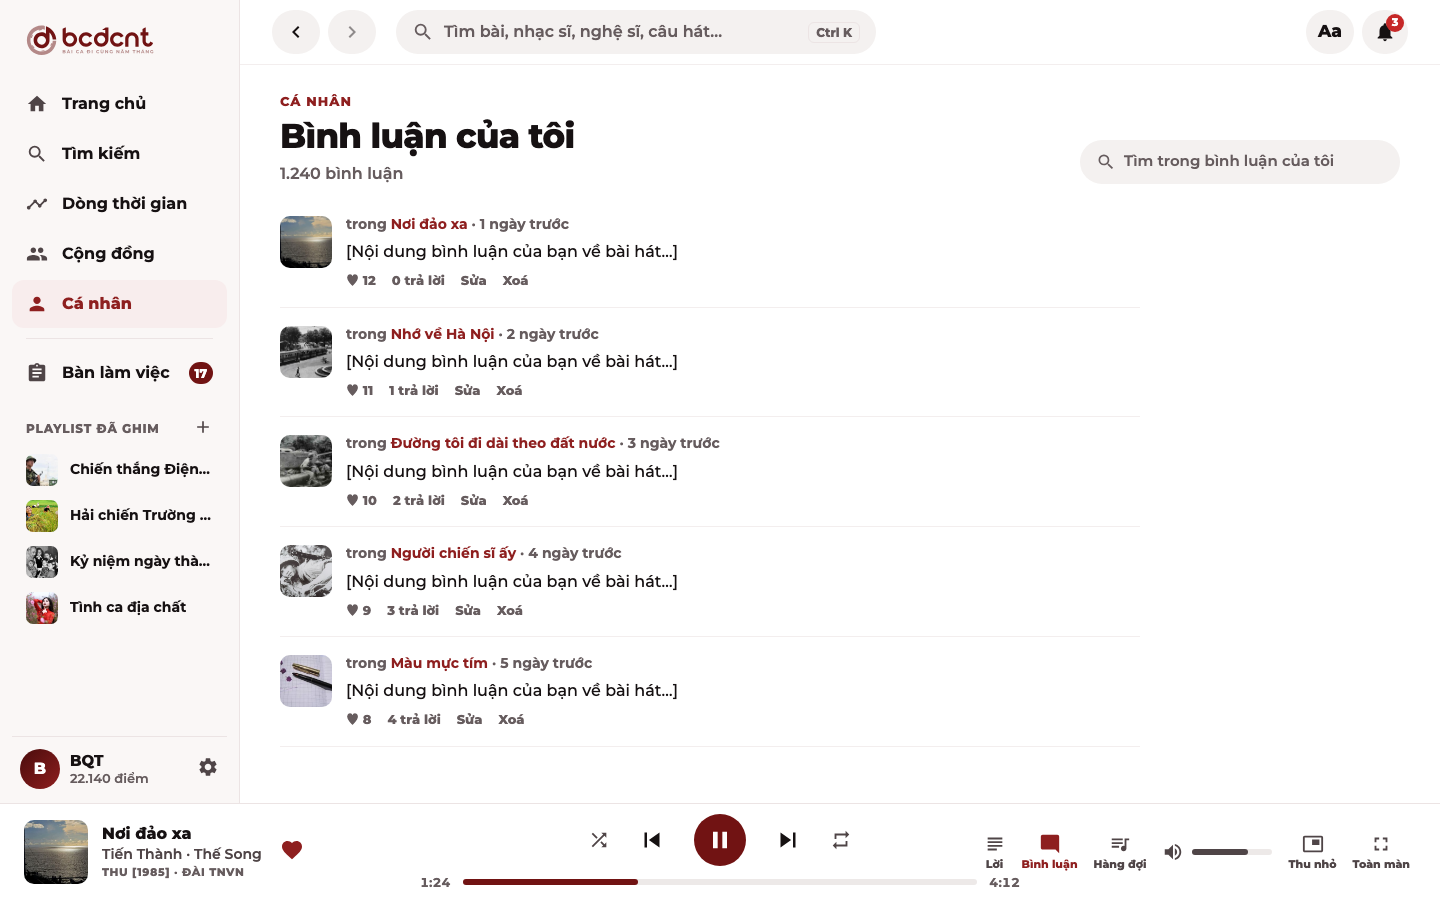 bcdcnt
BÀI CA ĐI CÙNG NĂM THÁNG
Trang chủ
Tìm kiếm
Dòng thời gian
Cộng đồng
Cá nhân
Bàn làm việc 17
PLAYLIST ĐÃ GHIM
Chiến thắng Điện...
Hải chiến Trường ...
Kỷ niệm ngày thà...
Tình ca địa chất
B
BQT
22.140 điểm
Tìm bài, nhạc sĩ, nghệ sĩ, câu hát... Ctrl K
Aa
3
CÁ NHÂN
Bình luận của tôi
1.240 bình luận
Tìm trong bình luận của tôi
trong Nơi đảo xa · 1 ngày trước
[Nội dung bình luận của bạn về bài hát...]
12 0 trả lời Sửa Xoá
trong Nhớ về Hà Nội · 2 ngày trước
[Nội dung bình luận của bạn về bài hát...]
11 1 trả lời Sửa Xoá
trong Đường tôi đi dài theo đất nước · 3 ngày trước
[Nội dung bình luận của bạn về bài hát...]
10 2 trả lời Sửa Xoá
trong Người chiến sĩ ấy · 4 ngày trước
[Nội dung bình luận của bạn về bài hát...]
9 3 trả lời Sửa Xoá
trong Màu mực tím · 5 ngày trước
[Nội dung bình luận của bạn về bài hát...]
8 4 trả lời Sửa Xoá
Nơi đảo xa
Tiến Thành · Thế Song
THU [1985] · ĐÀI TNVN
1:24
4:12
Lời
Bình luận
Hàng đợi
Thu nhỏ
Toàn màn